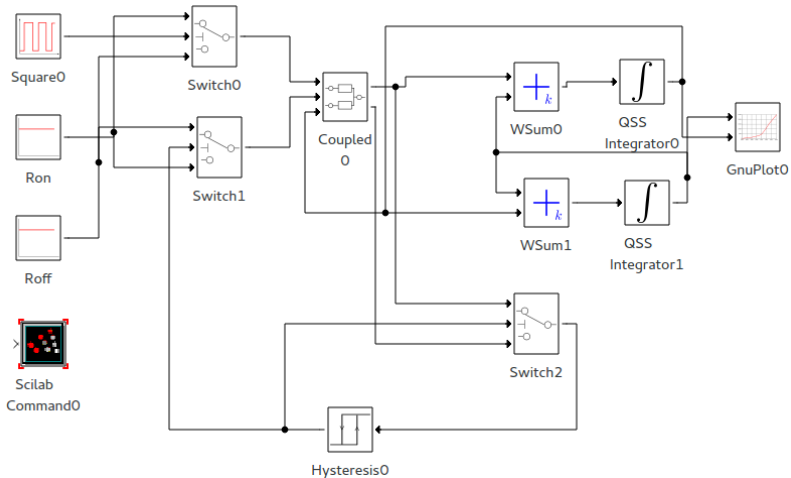 Square0
Switch0
Ron
Switch1
Roff
Scilab
Command0
Coupled
0
k
WSum0
QSS
Integrator0
GnuPlot0
k
WSum1
QSS
Integrator1
Switch2
Hysteresis0